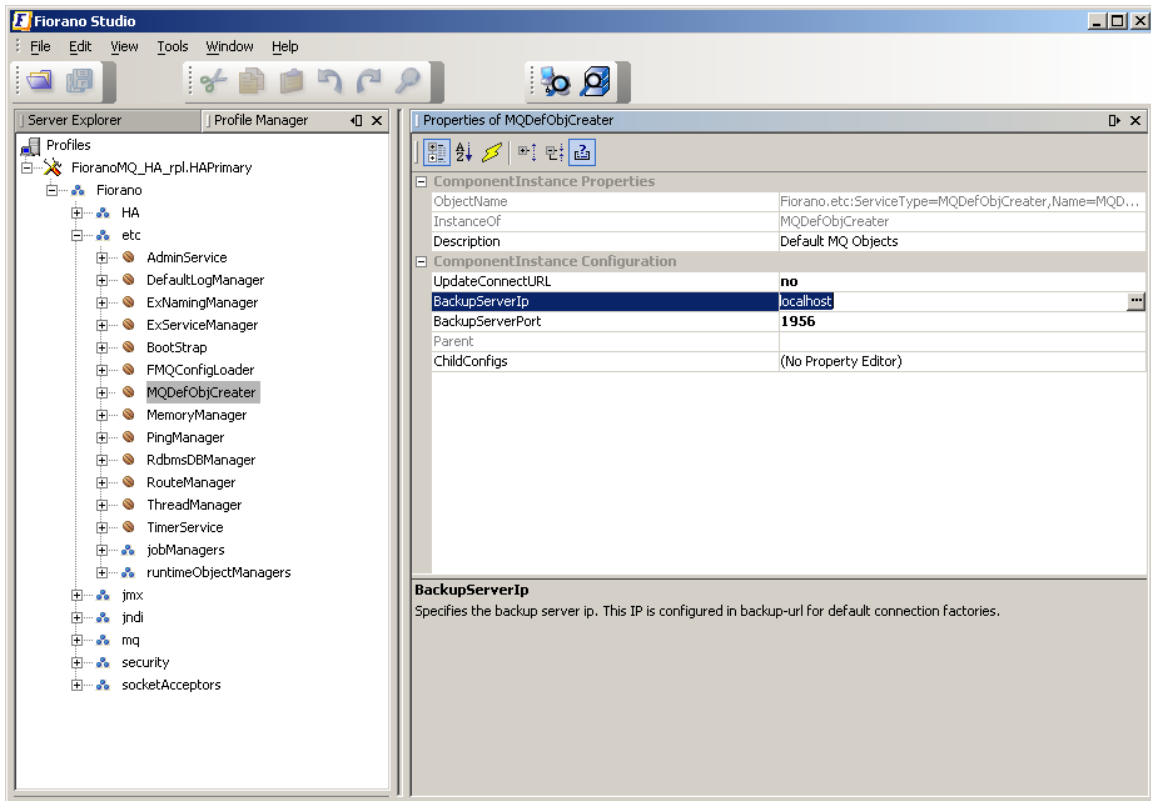 Fiorano Studio
File Edit View Tools Window Help
Server Explorer Profile Manager
Profiles
FioranoMQ_HA_rpl.HAPrimary
Fiorano
HA
etc
AdminService
DefaultLogManager
ExNamingManager
ExServiceManager
BootStrap
FMQConfigLoader
MQDefObjCreater
MemoryManager
PingManager
RdbmsDBManager
RouteManager
ThreadManager
TimerService
jobManagers
runtimeObjectManagers
jmx
jndi
mq
security
socketAcceptors
Properties of MQDefObjCreater
ComponentInstance Properties
ObjectName Fiorano.etc:ServiceType=MQDefObjCreater,Name=MQD...
InstanceOf MQDefObjCreater
Description Default MQ Objects
ComponentInstance Configuration
UpdateConnectURL no
BackupServerIp localhost ...
BackupServerPort 1956
Parent
ChildConfigs (No Property Editor)
BackupServerIp
Specifies the backup server ip. This IP is configured in backup-url for default connection factories.